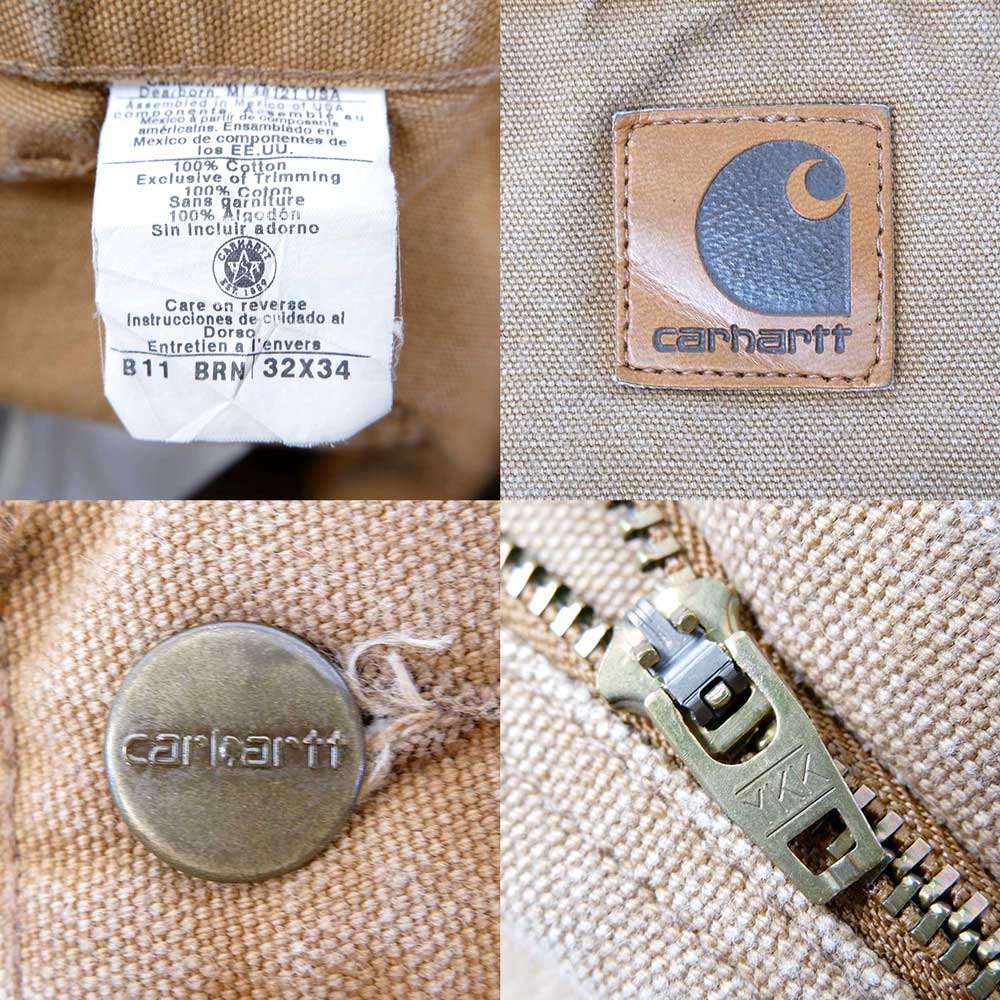 Dearborn, MI 48121 USA
Assembled in Mexico of USA
components Assemblé au
Mexico à partir de composants
américains. Ensamblado en
Mexico de componentes de
los EE.UU.
100% Cotton
Exclusive of Trimming
100% Coton
Sans garniture
100% Algodón
Sin Incluir adorno
CARHARTT
EST. 1889
Care on reverse
Instrucciones de cuidado al
Dorso
Entretien a l'envers
B11 BRN 32X34
carhartt
carhartt
YKK